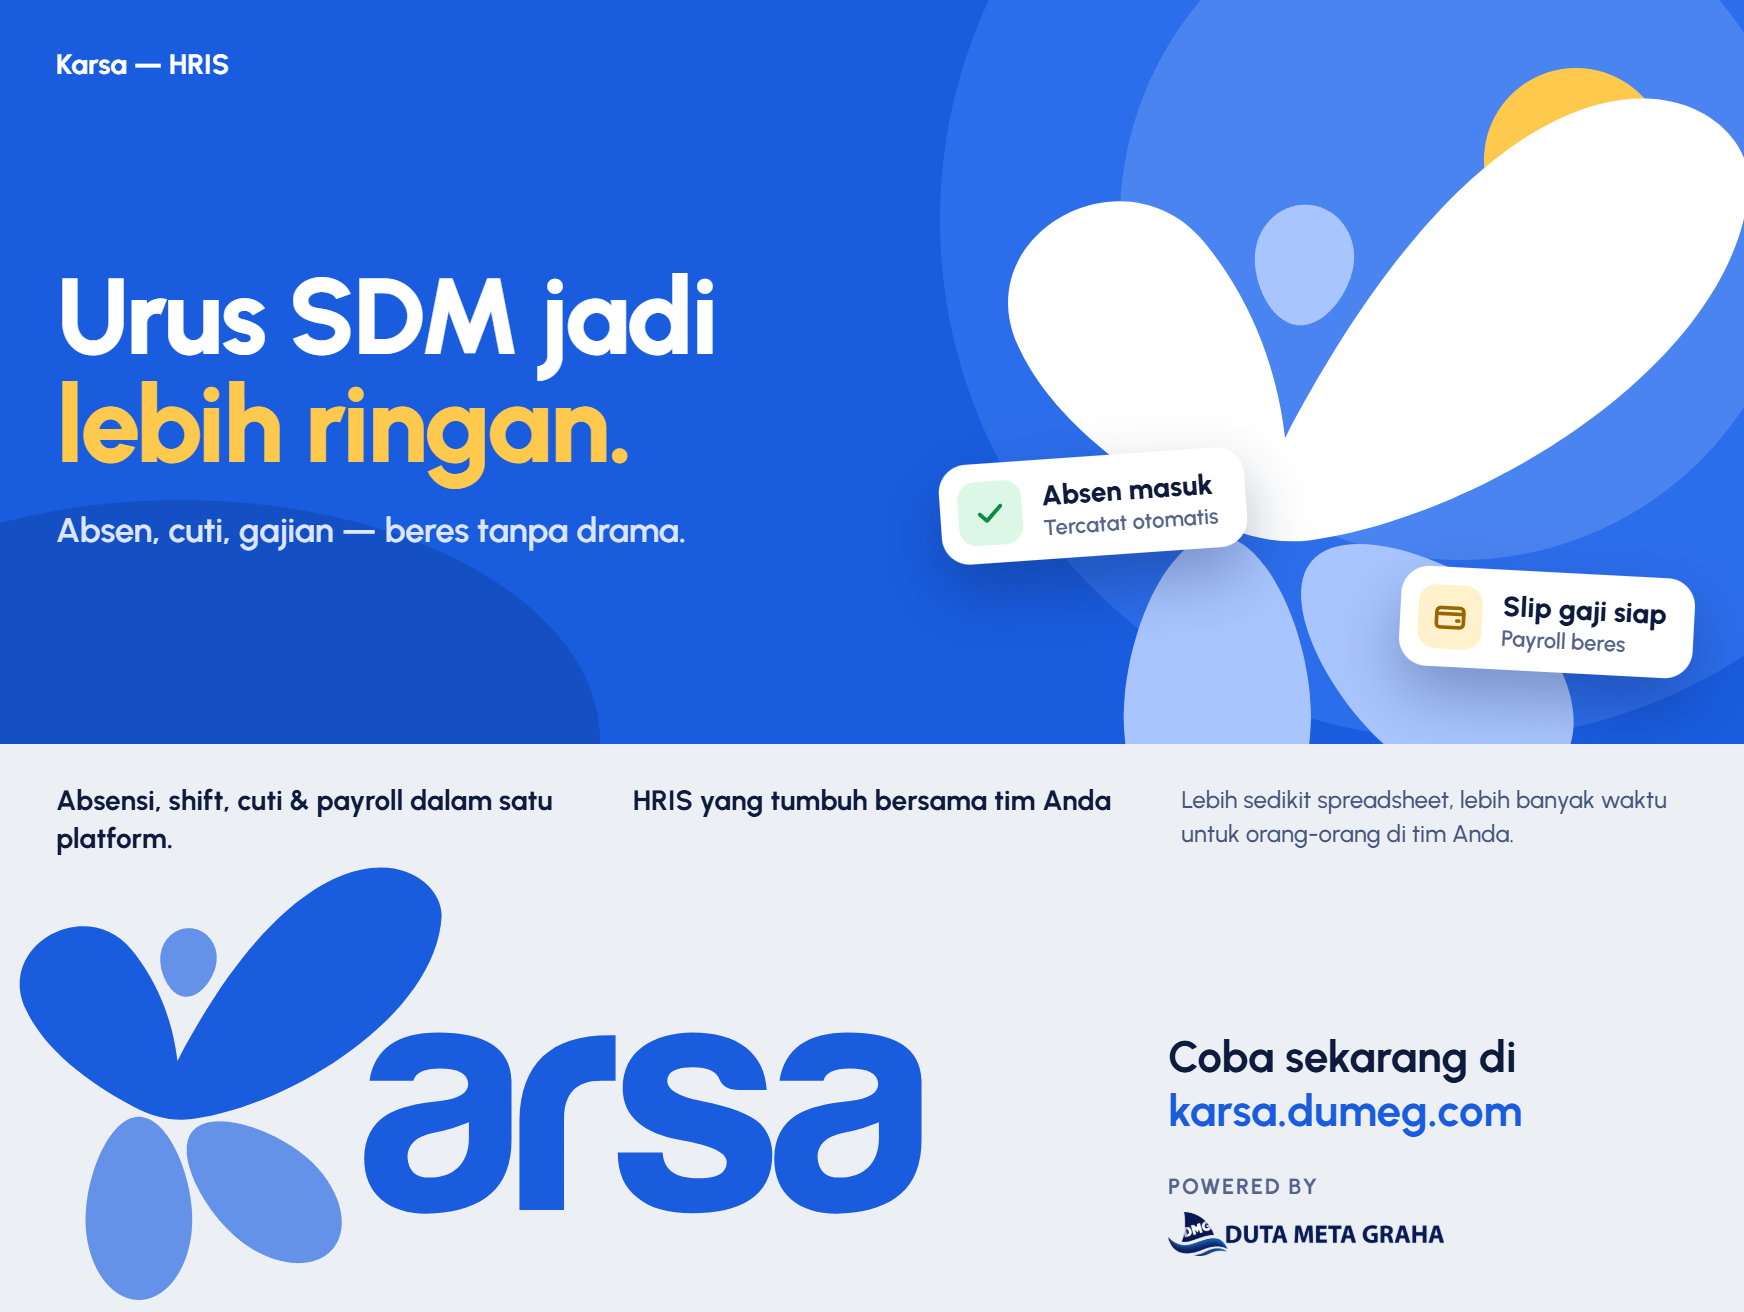 Karsa — HRIS
Urus SDM jadi
lebih ringan.
Absen, cuti, gajian — beres tanpa drama.
Absen masuk
Tercatat otomatis
Slip gaji siap
Payroll beres
Absensi, shift, cuti & payroll dalam satu
platform.
HRIS yang tumbuh bersama tim Anda
Lebih sedikit spreadsheet, lebih banyak waktu
untuk orang-orang di tim Anda.
arsa
Coba sekarang di
karsa.dumeg.com
POWERED BY
DMG DUTA META GRAHA